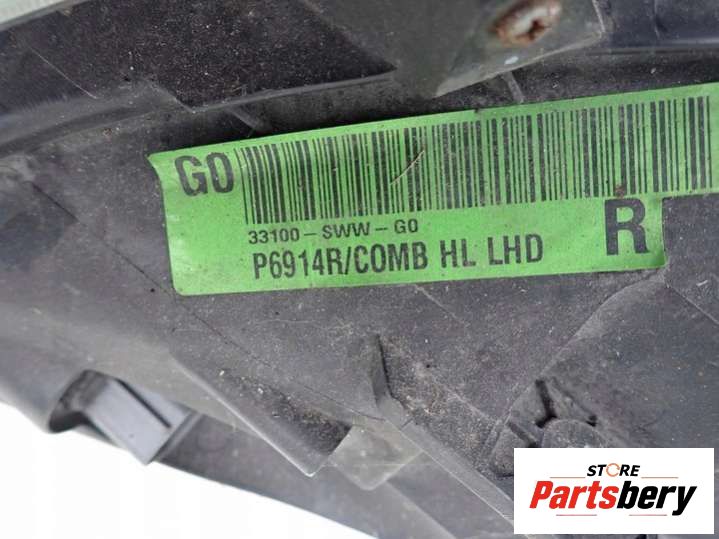 G0
33100-SWW-G0
P6914R/COMB HL LHD
R
STORE
Partsbery